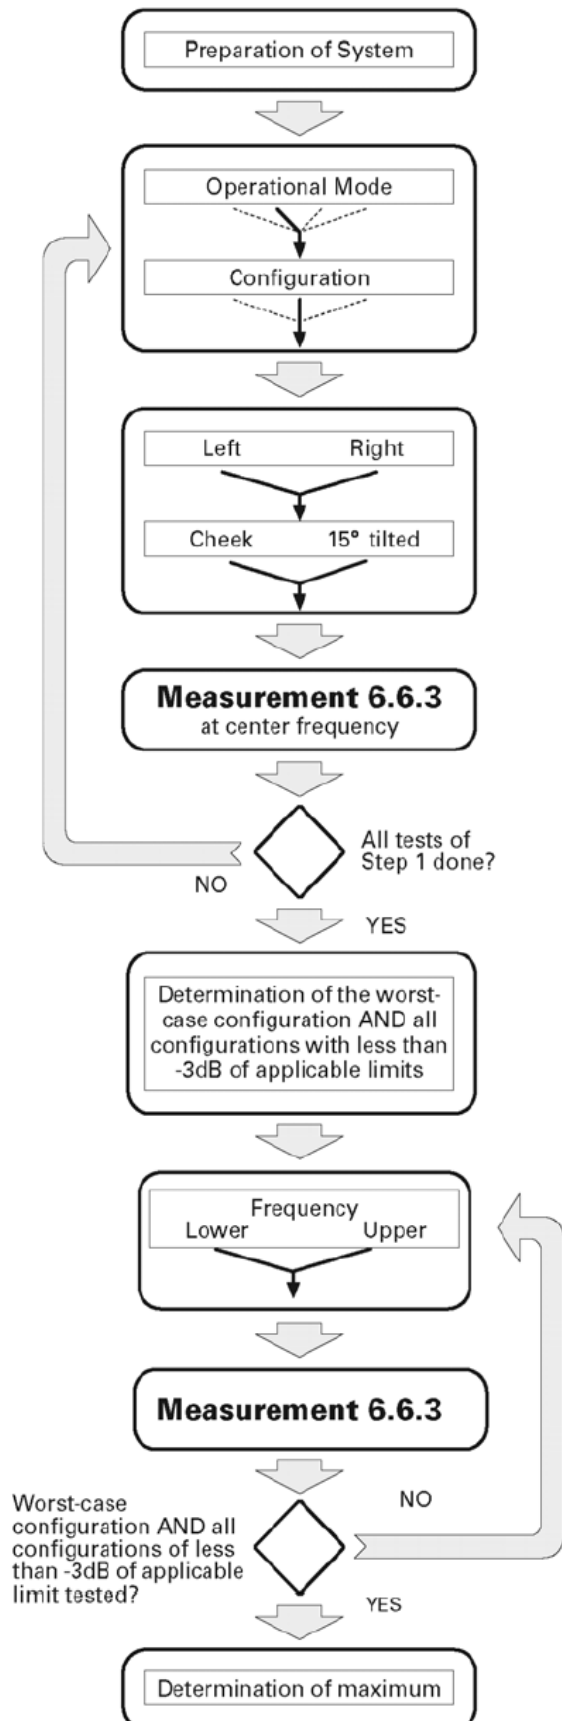 Preparation of System
Operational Mode
Configuration
Left Right
Cheek 15° tilted
Measurement 6.6.3
at center frequency
All tests of
Step 1 done?
NO
YES
Determination of the worst-
case configuration AND all
configurations with less than
-3dB of applicable limits
Frequency
Lower Upper
Measurement 6.6.3
NO
Worst-case
configuration AND all
configurations of less
than -3dB of applicable
limit tested?
YES
Determination of maximum